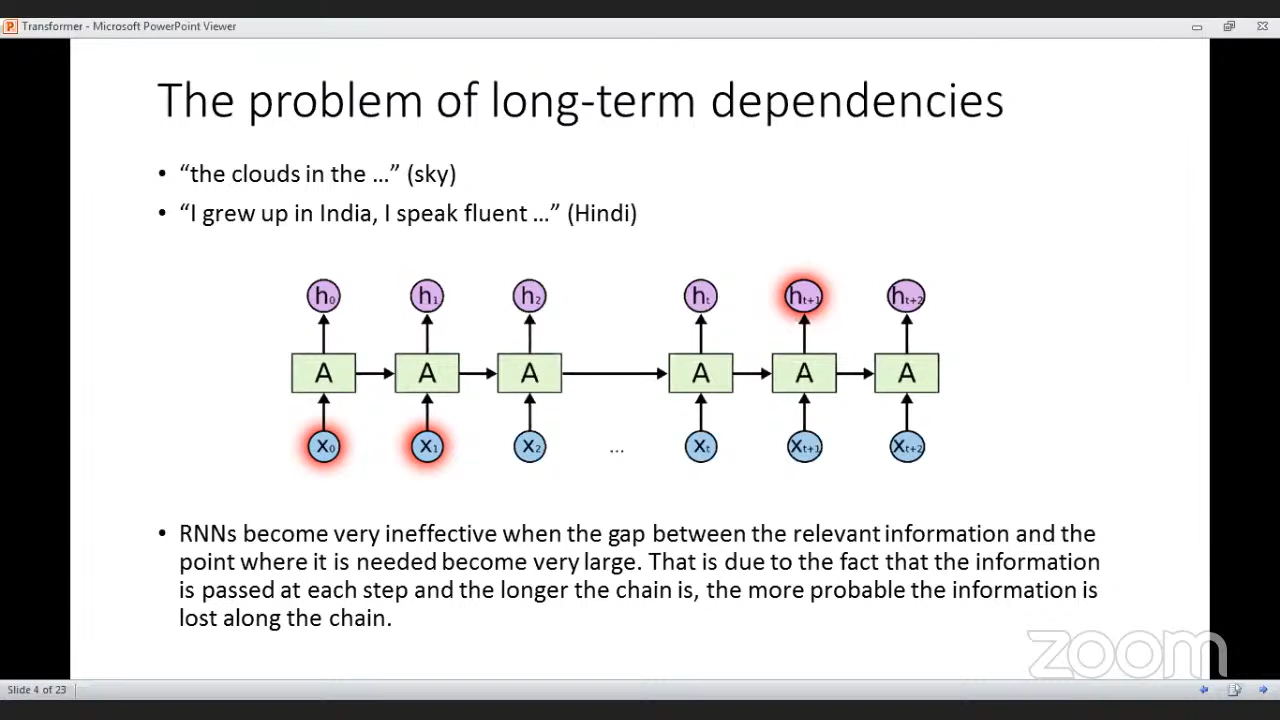 Transformer - Microsoft PowerPoint Viewer
The problem of long-term dependencies
• “the clouds in the ...” (sky)
• “I grew up in India, I speak fluent ...” (Hindi)
h₀ h₁ h₂ hₜ hₜ₊₁ hₜ₊₂
A A A A A A
x₀ x₁ x₂ ... xₜ xₜ₊₁ xₜ₊₂
• RNNs become very ineffective when the gap between the relevant information and the
point where it is needed become very large. That is due to the fact that the information
is passed at each step and the longer the chain is, the more probable the information is
lost along the chain.
zoom
Slide 4 of 23